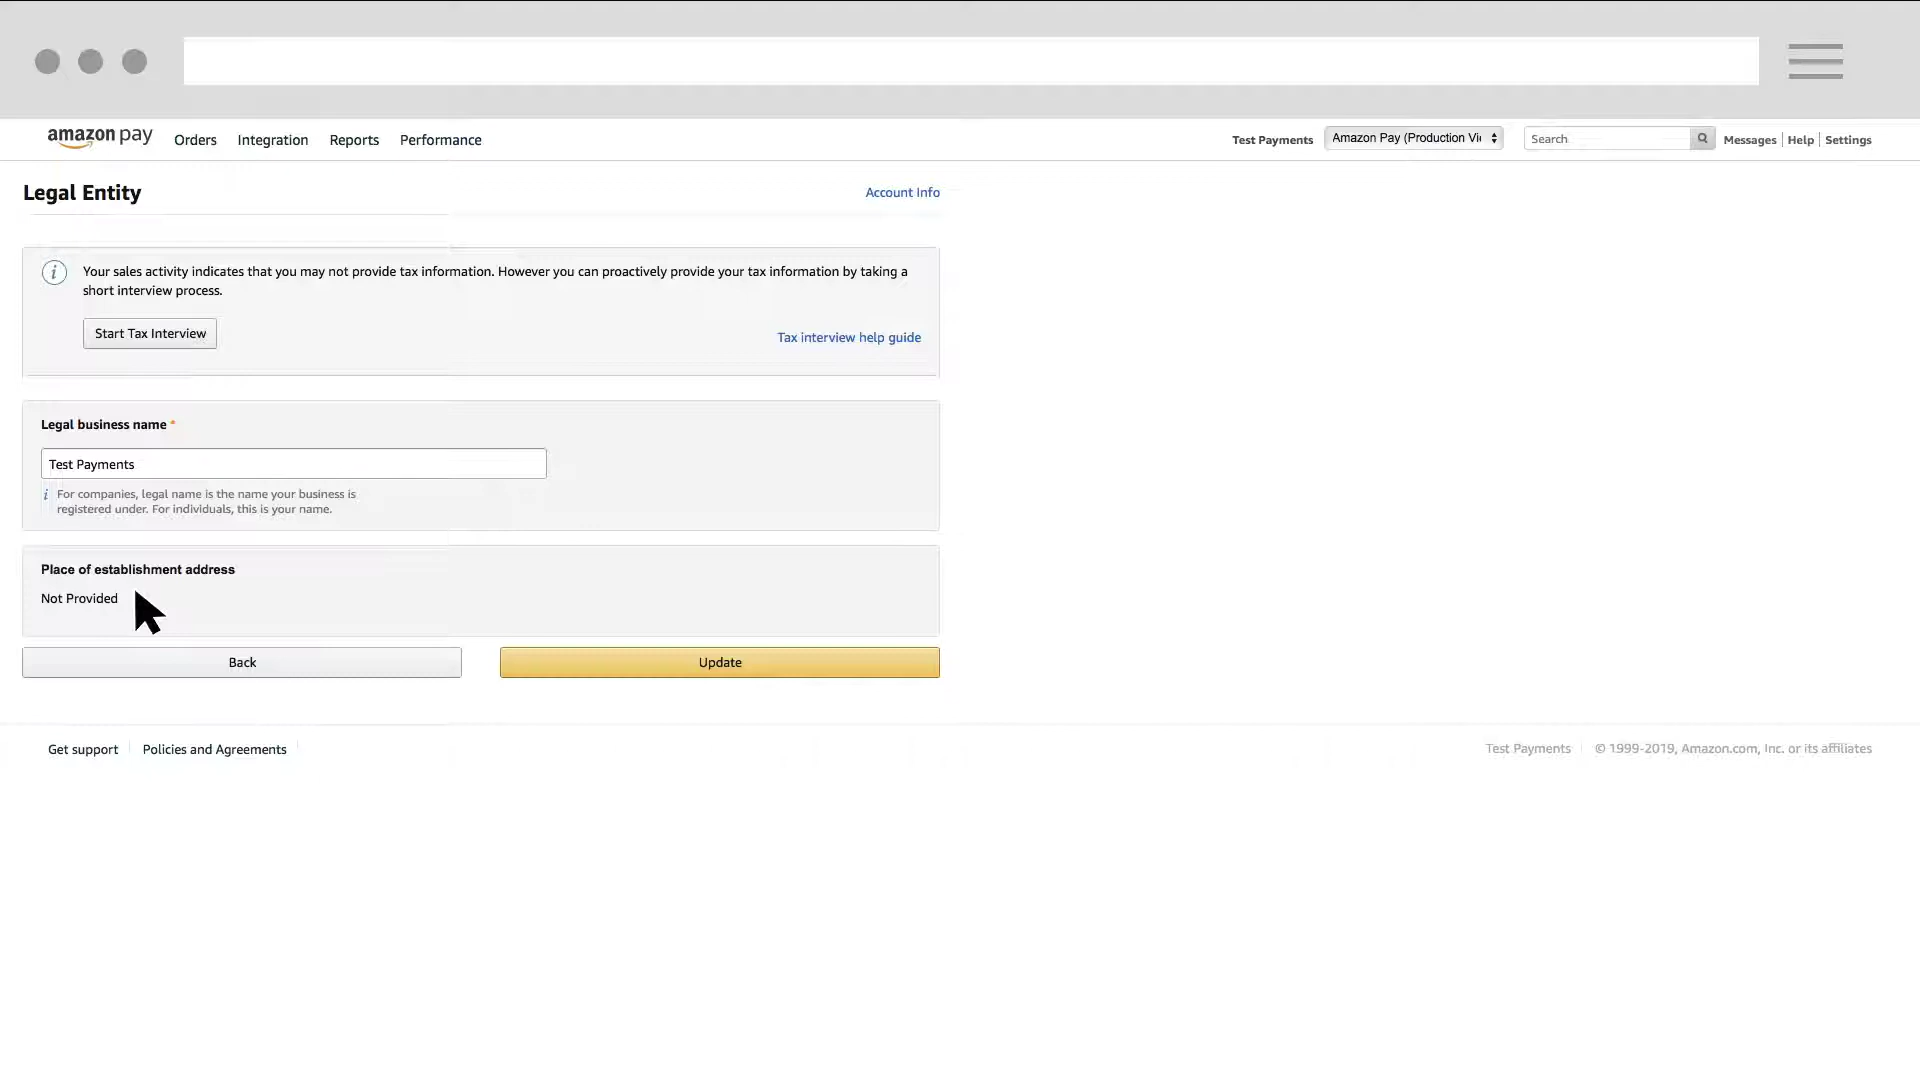 amazon pay Orders Integration Reports Performance Test Payments Amazon Pay (Production Vi Search Messages Help Settings
Legal Entity Account Info
i Your sales activity indicates that you may not provide tax information. However you can proactively provide your tax information by taking a
short interview process.
Start Tax Interview Tax interview help guide
Legal business name *
Test Payments
i For companies, legal name is the name your business is
registered under. For individuals, this is your name.
Place of establishment address
Not Provided
Back Update
Get support Policies and Agreements Test Payments © 1999-2019, Amazon.com, Inc. or its affiliates